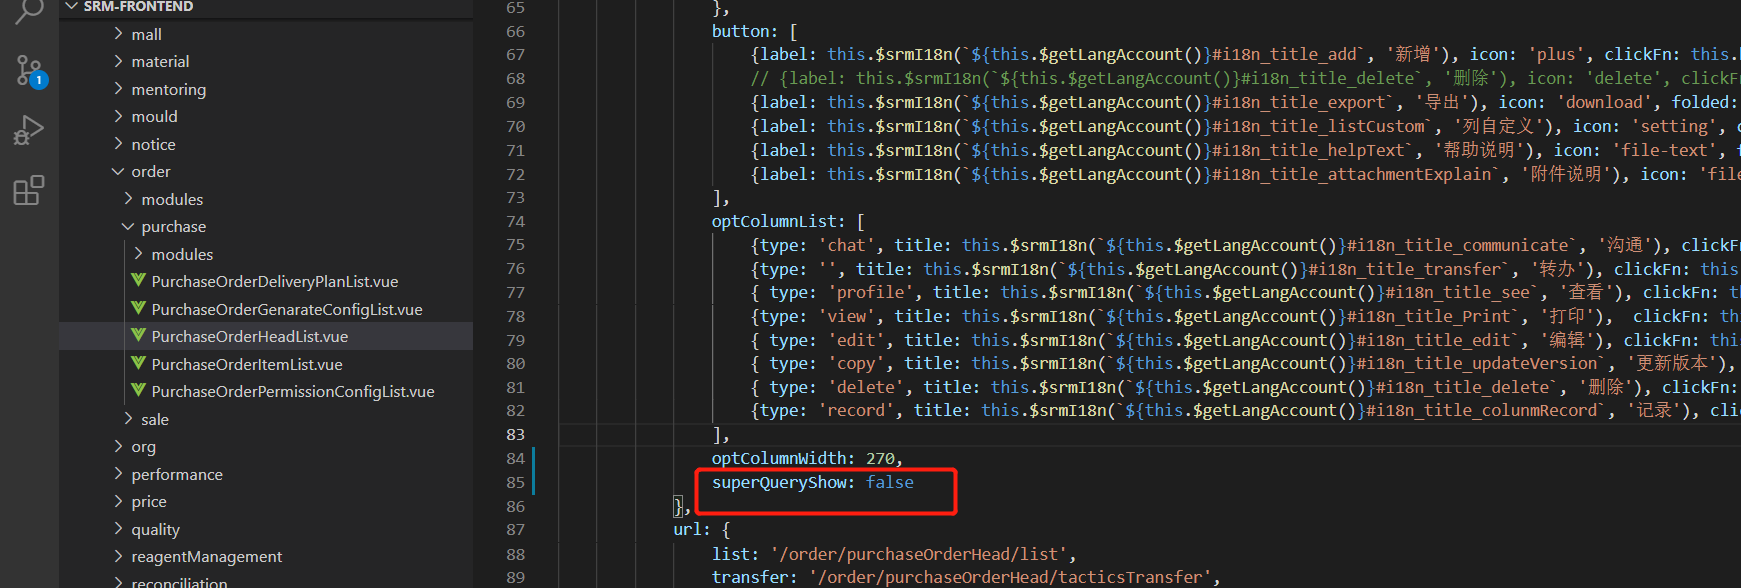 SRM-FRONTEND
mall
material
mentoring
mould
notice
order
modules
purchase
modules
PurchaseOrderDeliveryPlanList.vue
PurchaseOrderGenarateConfigList.vue
PurchaseOrderHeadList.vue
PurchaseOrderItemList.vue
PurchaseOrderPermissionConfigList.vue
sale
org
performance
price
quality
reagentManagement
reconciliation
1
65 },
66 button: [
67 {label: this.$srmI18n(`${this.$getLangAccount()}#i18n_title_add`, '新增'), icon: 'plus', clickFn: this.
68 // {label: this.$srmI18n(`${this.$getLangAccount()}#i18n_title_delete`, '删除'), icon: 'delete', clickF
69 {label: this.$srmI18n(`${this.$getLangAccount()}#i18n_title_export`, '导出'), icon: 'download', folded:
70 {label: this.$srmI18n(`${this.$getLangAccount()}#i18n_title_listCustom`, '列自定义'), icon: 'setting',
71 {label: this.$srmI18n(`${this.$getLangAccount()}#i18n_title_helpText`, '帮助说明'), icon: 'file-text',
72 {label: this.$srmI18n(`${this.$getLangAccount()}#i18n_title_attachmentExplain`, '附件说明'), icon: 'file
73 ],
74 optColumnList: [
75 {type: 'chat', title: this.$srmI18n(`${this.$getLangAccount()}#i18n_title_communicate`, '沟通'), clickF
76 {type: '', title: this.$srmI18n(`${this.$getLangAccount()}#i18n_title_transfer`, '转办'), clickFn: this
77 { type: 'profile', title: this.$srmI18n(`${this.$getLangAccount()}#i18n_title_see`, '查看'), clickFn: t
78 {type: 'view', title: this.$srmI18n(`${this.$getLangAccount()}#i18n_title_Print`, '打印'), clickFn: this
79 { type: 'edit', title: this.$srmI18n(`${this.$getLangAccount()}#i18n_title_edit`, '编辑'), clickFn: this
80 { type: 'copy', title: this.$srmI18n(`${this.$getLangAccount()}#i18n_title_updateVersion`, '更新版本'),
81 { type: 'delete', title: this.$srmI18n(`${this.$getLangAccount()}#i18n_title_delete`, '删除'), clickFn:
82 {type: 'record', title: this.$srmI18n(`${this.$getLangAccount()}#i18n_title_colunmRecord`, '记录'), clic
83 ],
84 optColumnWidth: 270,
85 superQueryShow: false
86 },
87 url: {
88 list: '/order/purchaseOrderHead/list',
89 transfer: '/order/purchaseOrderHead/tacticsTransfer',